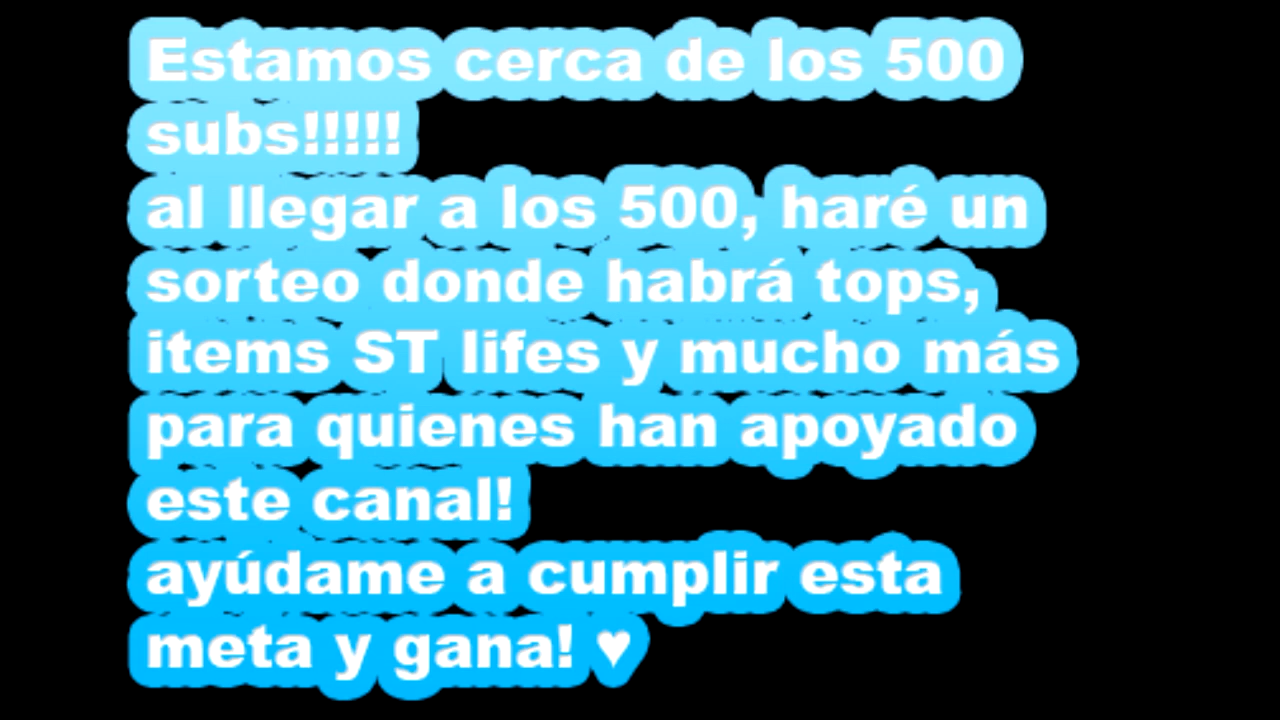 Estamos cerca de los 500
subs!!!!!
al llegar a los 500, haré un
sorteo donde habrá tops,
items ST lifes y mucho más
para quienes han apoyado
este canal!
ayúdame a cumplir esta
meta y gana! ♥